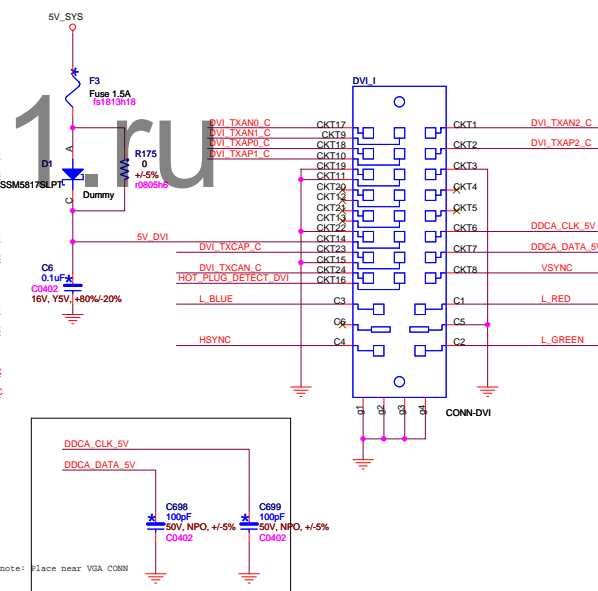 5V_SYS
F3
Fuse 1.5A
fs1813h18
1.ru
A
D1
SSM5817SLPT
C
Dummy
R175
0
+/-5%
r0805h6
5V_DVI
C6
0.1uF
C0402
16V, Y5V, +80%/-20%
DVI_I
DVI_TXAN0_C
CKT17
CKT1
DVI_TXAN2_C
DVI_TXAN1_C
CKT9
DVI_TXAP0_C
CKT18
CKT2
DVI_TXAP2_C
DVI_TXAP1_C
CKT10
CKT19
CKT3
CKT11
CKT20
CKT4
CKT12
CKT21
CKT5
CKT13
CKT22
CKT6
DDCA_CLK_5V
CKT14
DVI_TXCAP_C
CKT23
CKT7
DDCA_DATA_5V
CKT15
DVI_TXCAN_C
CKT24
CKT8
VSYNC
HOT_PLUG_DETECT_DVI
CKT16
L_BLUE
C3
C1
L_RED
C6
C5
HSYNC
C4
C2
L_GREEN
g1
g2
g3
g4
CONN-DVI
DDCA_CLK_5V
DDCA_DATA_5V
C698
100pF
50V, NPO, +/-5%
C0402
C699
100pF
50V, NPO, +/-5%
C0402
note: Place near VGA CONN